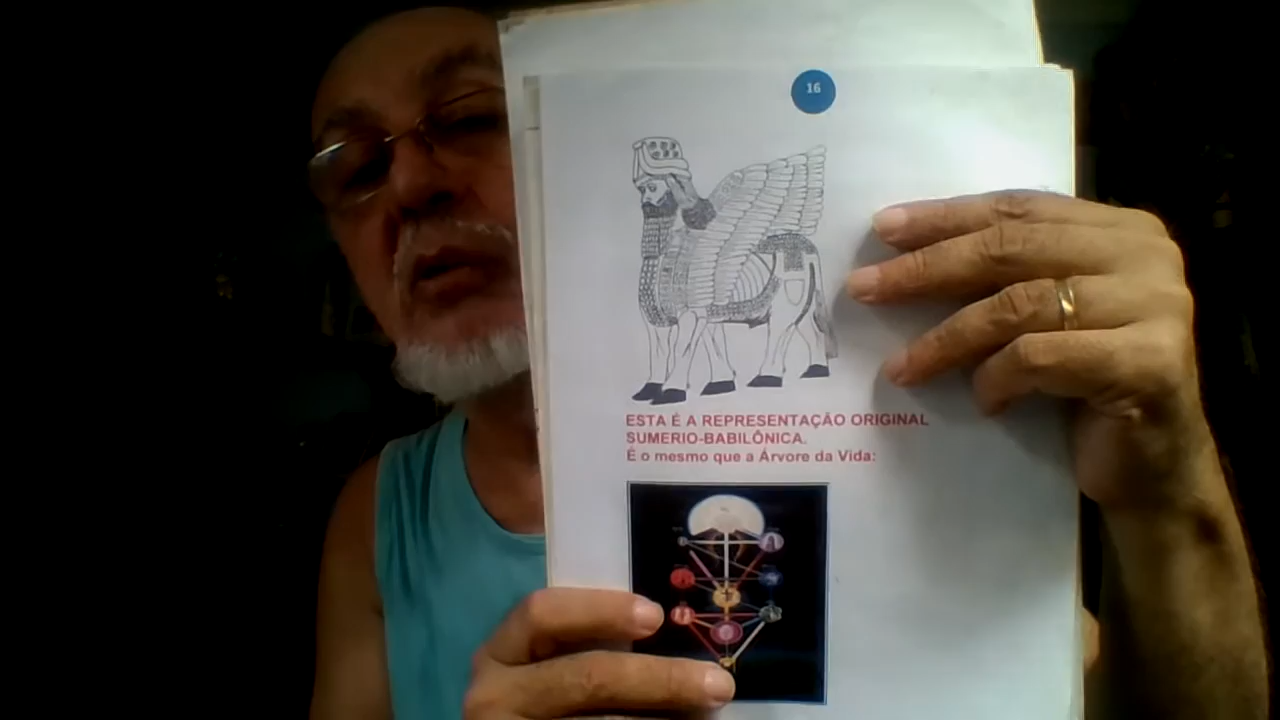 16
ESTA É A REPRESENTAÇÃO ORIGINAL
SUMERIO-BABILÔNICA.
É o mesmo que a Árvore da Vida: